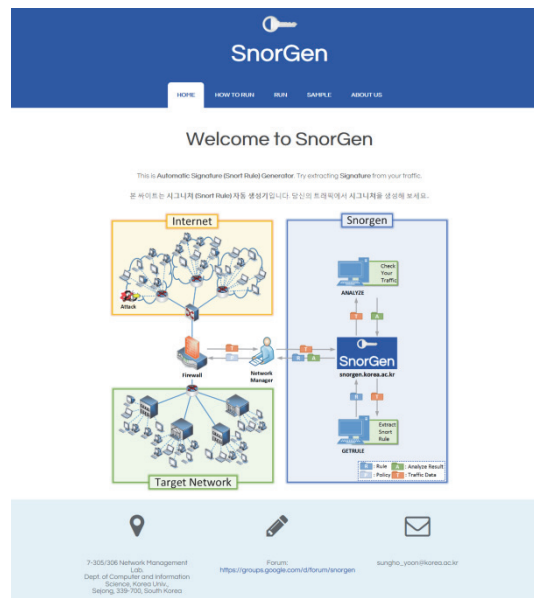 SnorGen
HOME HOW TO RUN RUN SAMPLE ABOUT US
Welcome to SnorGen
This is Automatic Signature (Snort Rule) Generator. Try extracting Signature from your traffic.
본 싸이트는 시그니쳐 (Snort Rule) 자동 생성기입니다. 당신의 트래픽에서 시그니쳐를 생성해 보세요.
Internet
Attack
Firewall
Network
Manager
Target Network
Snorgen
Check
Your
Traffic
ANALYZE
T A
T P
T
R A
SnorGen
snorgen.korea.ac.kr
R T
Extract
Snort
Rule
GETRULE
R : Rule A : Analyze Result
P : Policy T : Traffic Data
7-305/306 Network Management
Lab.
Dept. of Computer and Information
Science, Korea Univ.,
Sejong, 339-700, South Korea
Forum:
https://groups.google.com/d/forum/snorgen
sungho_yoon@korea.ac.kr